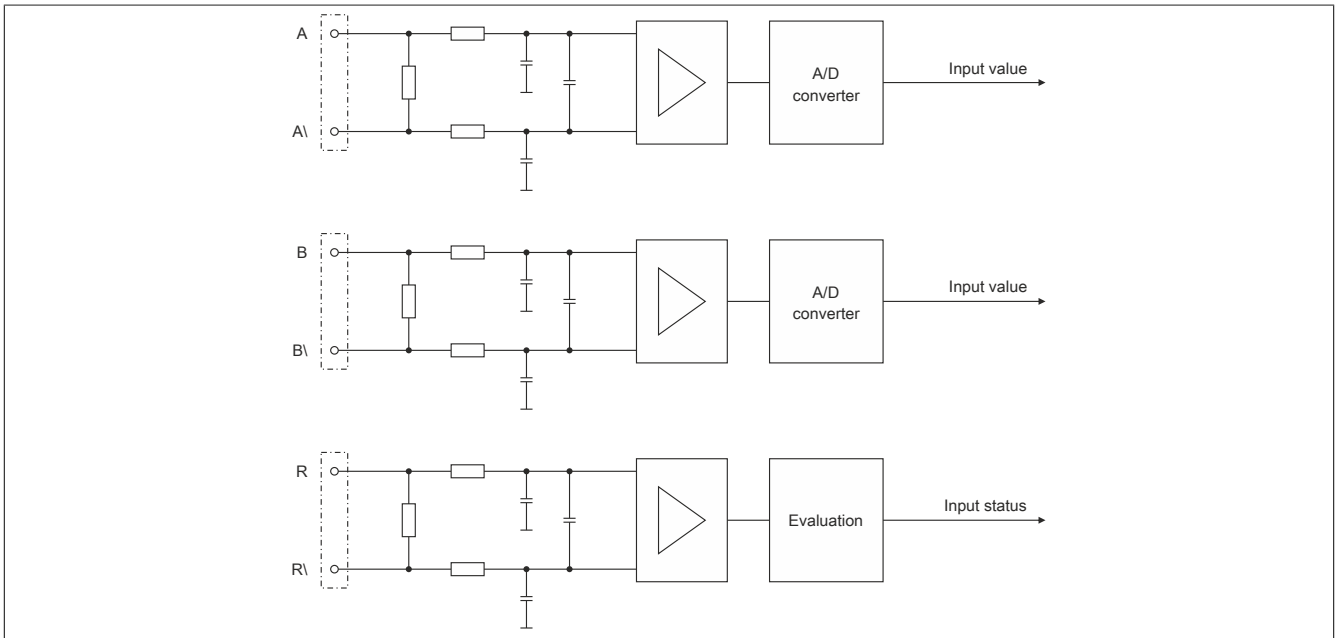 A
A\
A/D
converter
Input value
B
B\
A/D
converter
Input value
R
R\
Evaluation
Input status